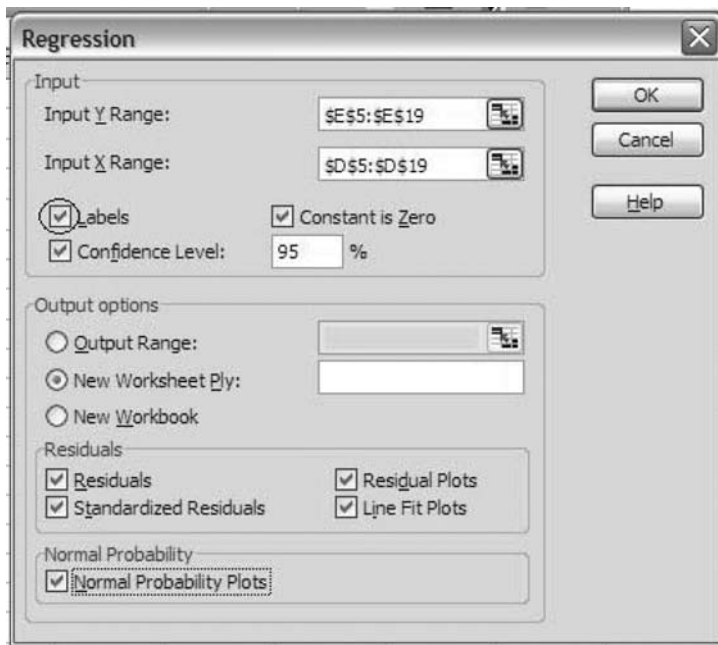 Regression
Input
Input Y Range: $E$5:$E$19
Input X Range: $D$5:$D$19
Labels Constant is Zero
Confidence Level: 95 %
OK
Cancel
Help
Output options
Output Range:
New Worksheet Ply:
New Workbook
Residuals
Residuals Residual Plots
Standardized Residuals Line Fit Plots
Normal Probability
Normal Probability Plots